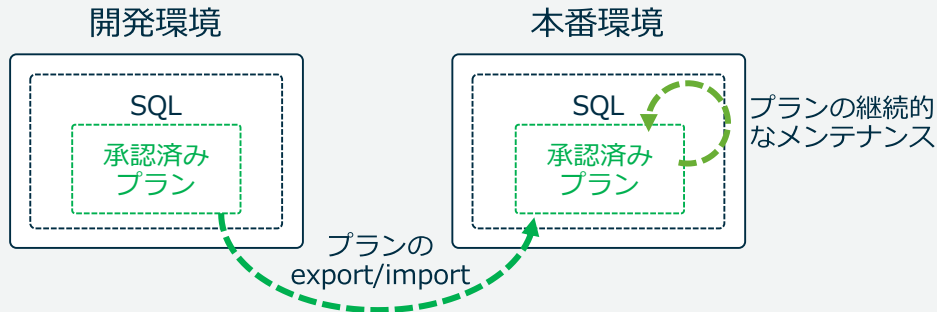 開発環境
SQL
承認済み
プラン
プランの
export/import
本番環境
SQL
承認済み
プラン
プランの継続的
なメンテナンス